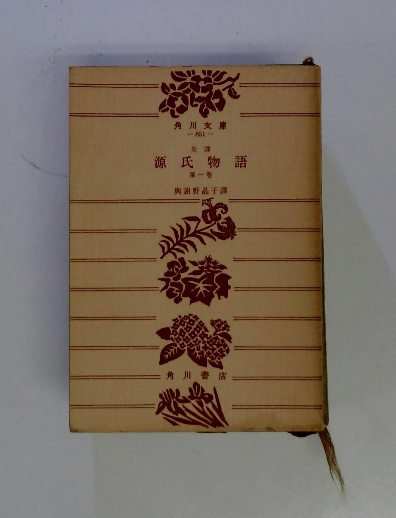 角川文庫
―851―
全譯
源氏物語
第一巻
與謝野晶子譯
角川書店